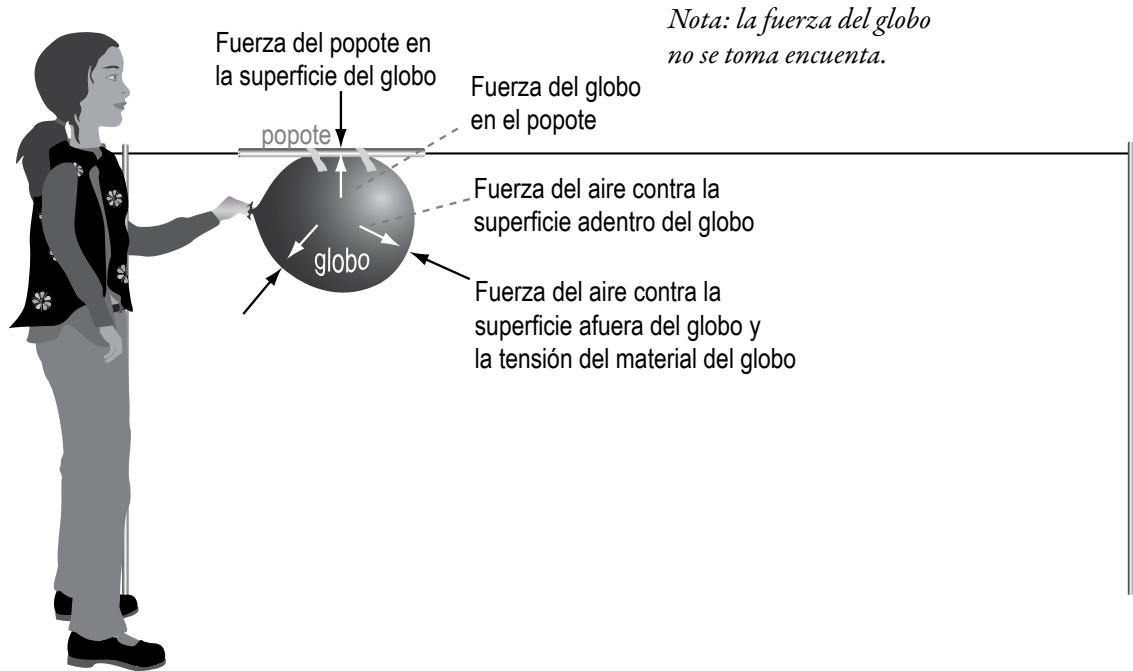 Nota: la fuerza del globo
no se toma encuenta.
Fuerza del popote en
la superficie del globo
Fuerza del globo
en el popote
popote
Fuerza del aire contra la
superficie adentro del globo
globo
Fuerza del aire contra la
superficie afuera del globo y
la tensión del material del globo